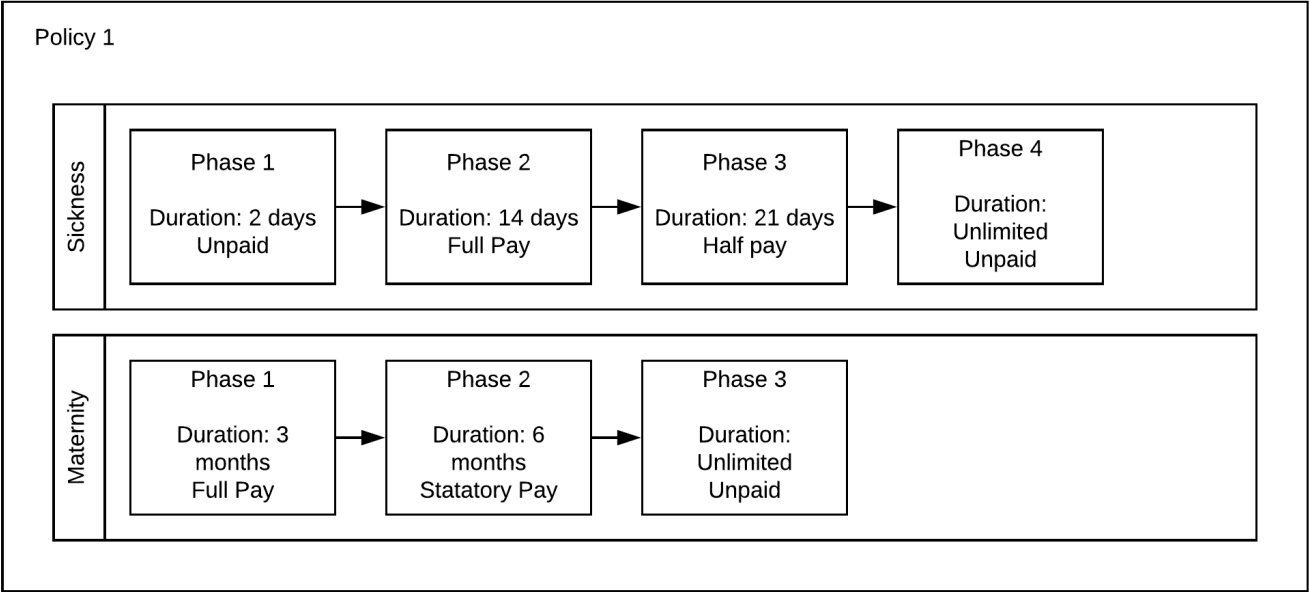 Policy 1
Sickness
Phase 1
Duration: 2 days
Unpaid
Phase 2
Duration: 14 days
Full Pay
Phase 3
Duration: 21 days
Half pay
Phase 4
Duration:
Unlimited
Unpaid
Maternity
Phase 1
Duration: 3
months
Full Pay
Phase 2
Duration: 6
months
Statatory Pay
Phase 3
Duration:
Unlimited
Unpaid